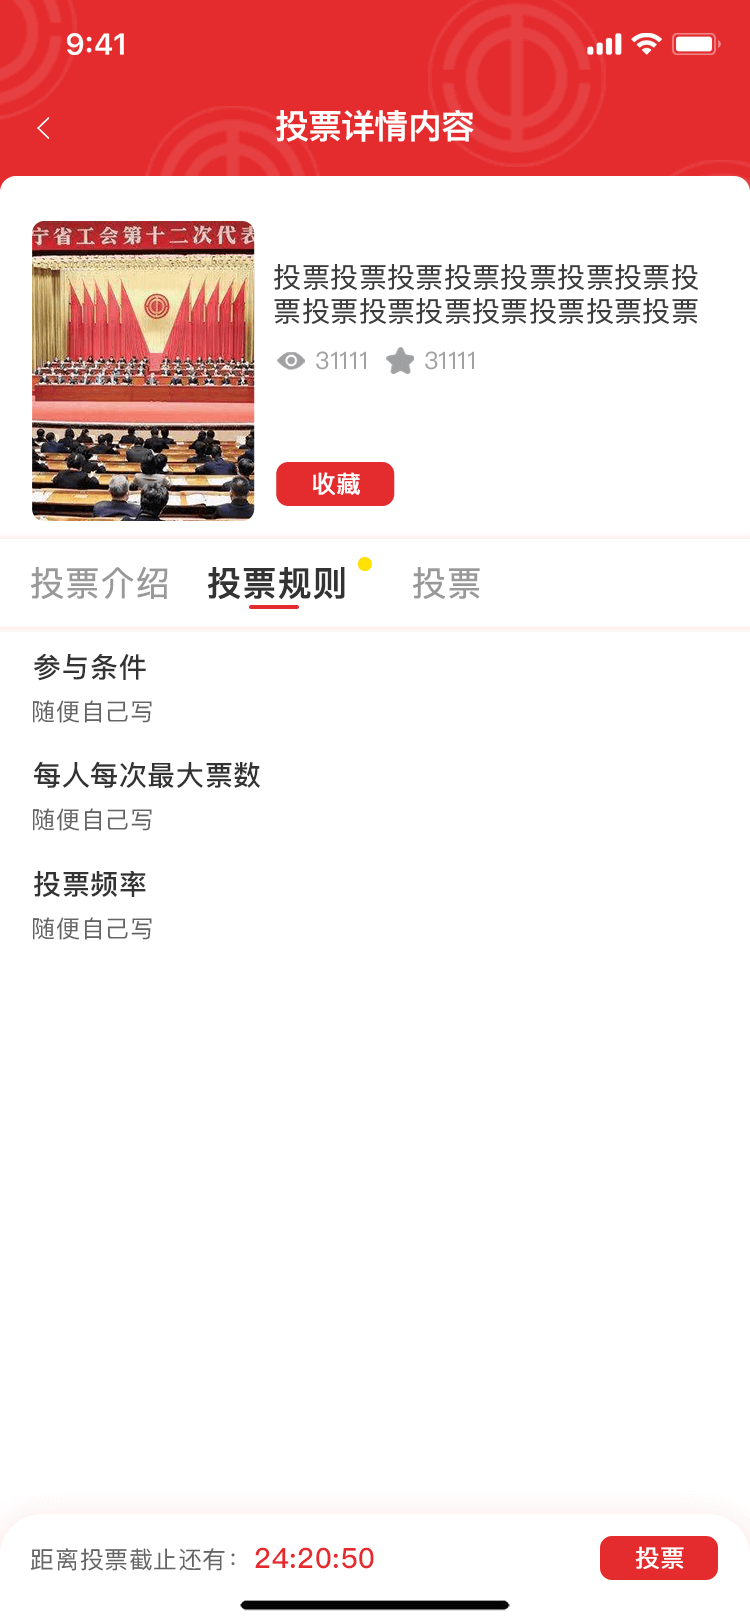 9:41
投票详情内容
宁省工会第十二次代表
投票投票投票投票投票投票投票投
票投票投票投票投票投票投票投票
31111 31111
收藏
投票介绍 投票规则 投票
参与条件
随便自己写
每人每次最大票数
随便自己写
投票频率
随便自己写
距离投票截止还有： 24:20:50 投票